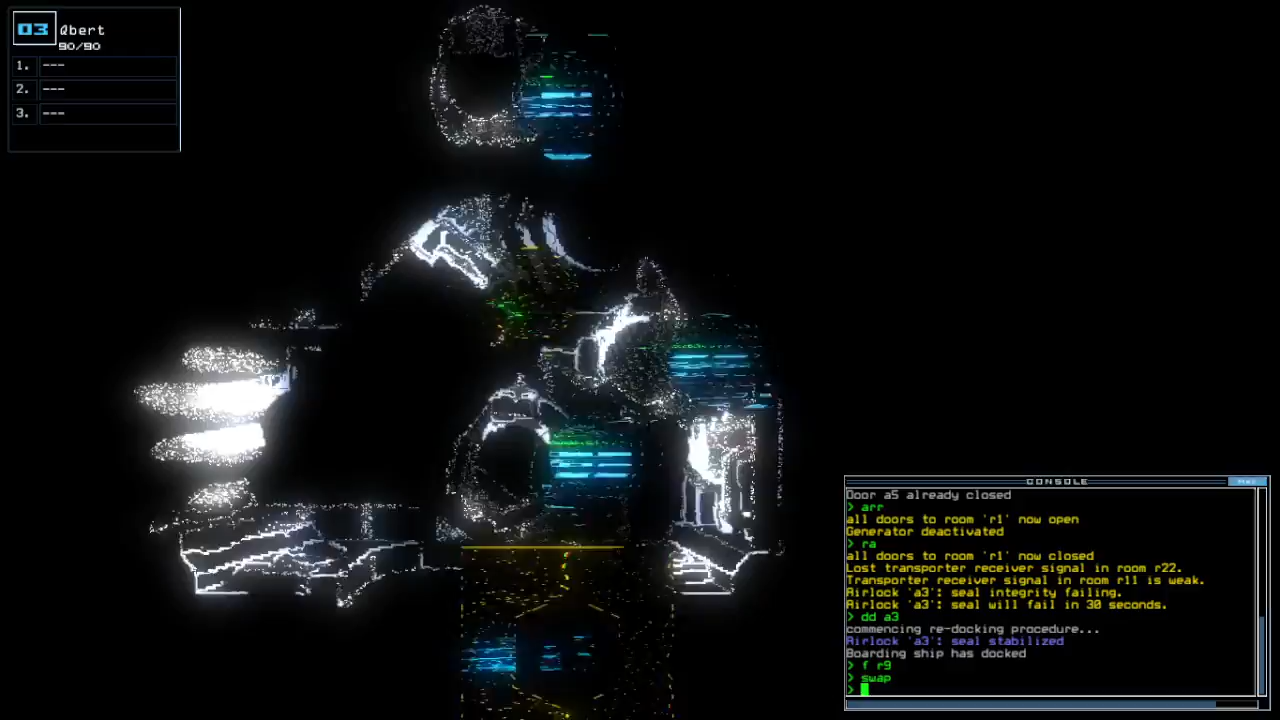 03 Qbert
90/90
1. ---
2. ---
3. ---
CONSOLE
Door a5 already closed
> arr
all doors to room 'r1' now open
Generator deactivated
> ra
all doors to room 'r1' now closed
Lost transporter receiver signal in room r22.
Transporter receiver signal in room r11 is weak.
Airlock 'a3': seal integrity failing.
Airlock 'a3': seal will fail in 30 seconds.
> dd a3
commencing re-docking procedure...
Airlock 'a3': seal stabilized
Boarding ship has docked
> f r9
> swap
>